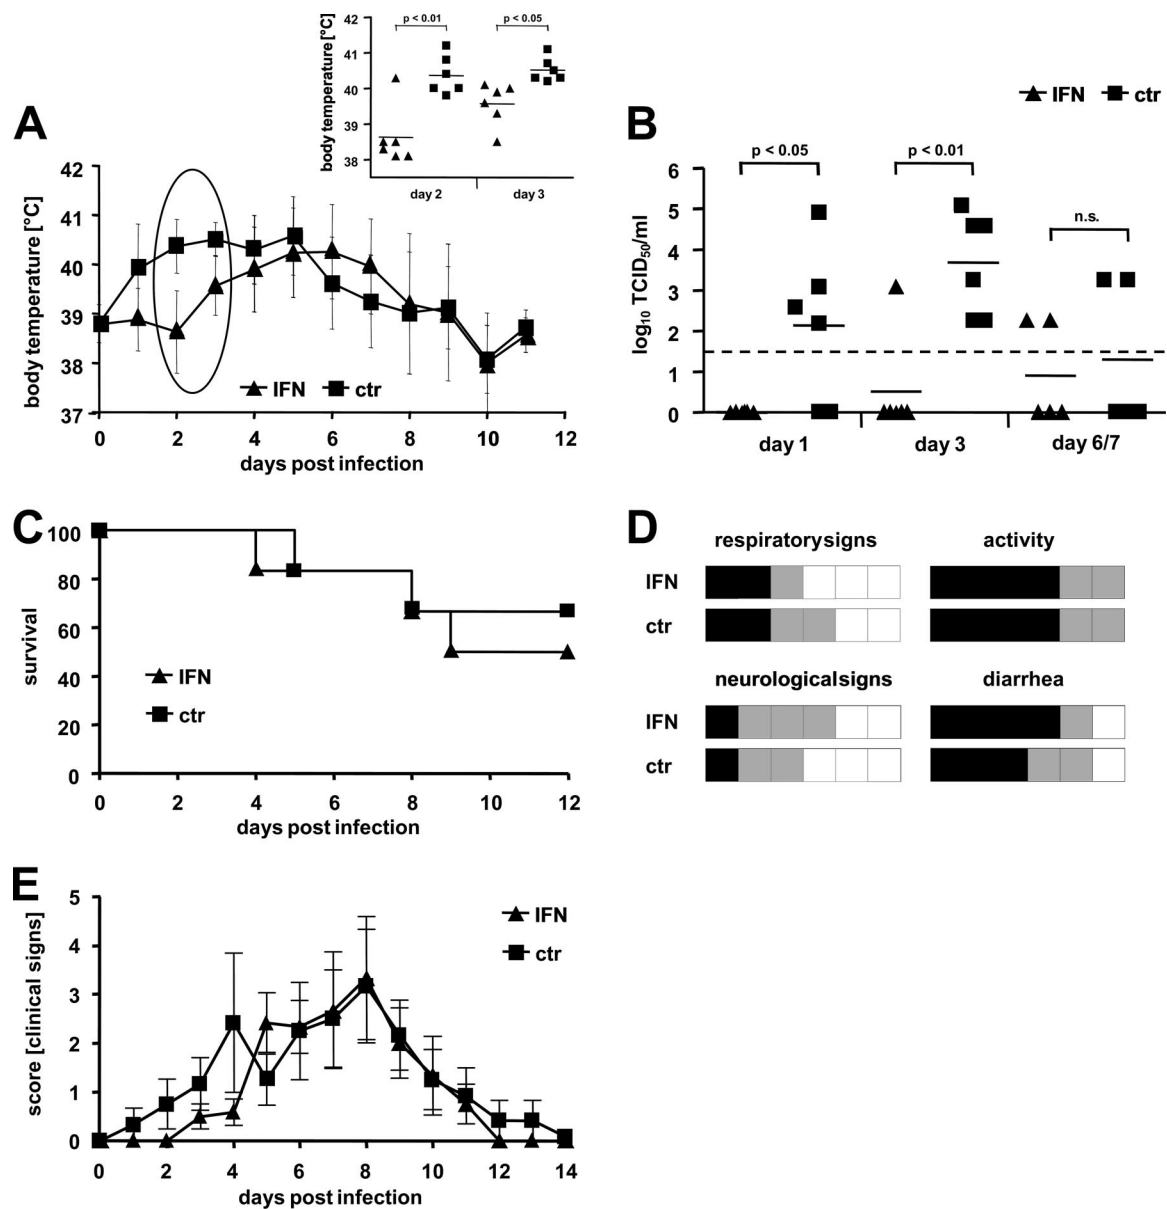 A
body temperature [°C]
42
41
40
39
38
37
0 2 4 6 8 10 12
days post infection
IFN ctr
body temperature [°C]
42
41
40
39
38
p < 0.01 p < 0.05
day 2 day 3
B
IFN ctr
log10 TCID50/ml
6
5
4
3
2
1
0
p < 0.05
p < 0.01
n.s.
day 1 day 3 day 6/7
C
survival
100
80
60
40
20
0
0 2 4 6 8 10 12
days post infection
IFN
ctr
D
respiratorysigns activity
IFN
ctr
neurologicalsigns diarrhea
IFN
ctr
E
score [clinical signs]
5
4
3
2
1
0
0 2 4 6 8 10 12 14
days post infection
IFN
ctr